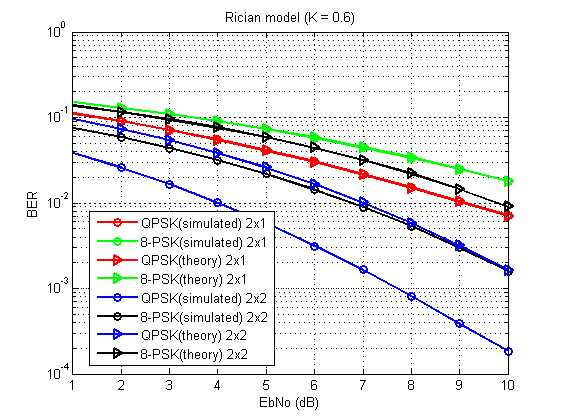 Rician model (K = 0.6)
10^0
10^-1
10^-2
10^-3
10^-4
BER
QPSK(simulated) 2x1
8-PSK(simulated) 2x1
QPSK(theory) 2x1
8-PSK(theory) 2x1
QPSK(simulated) 2x2
8-PSK(simulated) 2x2
QPSK(theory) 2x2
8-PSK(theory) 2x2
1 2 3 4 5 6 7 8 9 10
EbNo (dB)